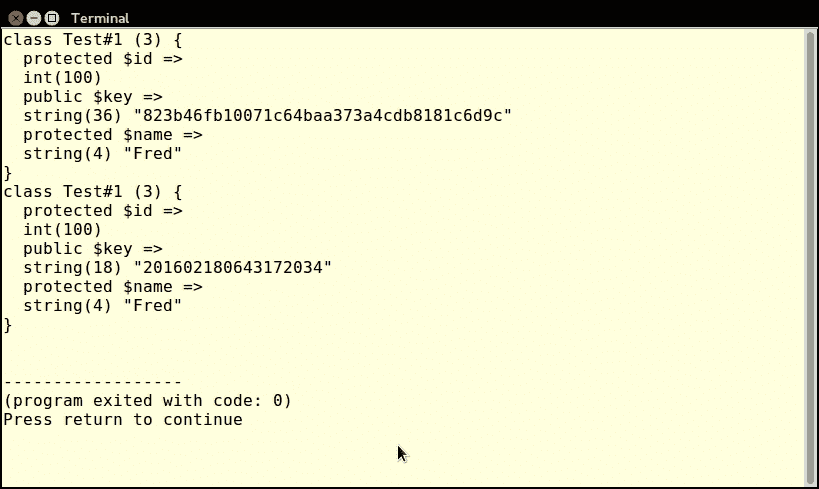 Terminal
class Test#1 (3) {
  protected $id =>
  int(100)
  public $key =>
  string(36) "823b46fb10071c64baa373a4cdb8181c6d9c"
  protected $name =>
  string(4) "Fred"
}
class Test#1 (3) {
  protected $id =>
  int(100)
  public $key =>
  string(18) "201602180643172034"
  protected $name =>
  string(4) "Fred"
}
------------------
(program exited with code: 0)
Press return to continue